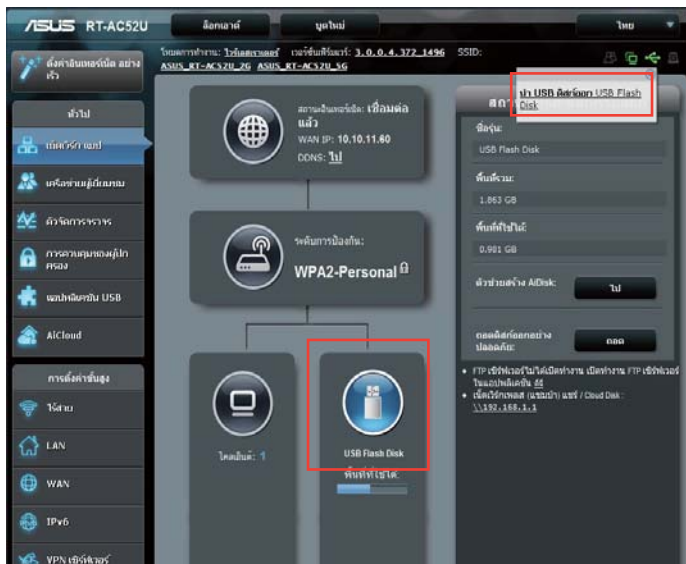 ASUS RT-AC52U
ล็อกเอาต์
บูตใหม่
ไทย
ตั้งค่าอินเทอร์เน็ต อย่าง
เร็ว
โหมดการทำงาน: ไวร์เลสเราเตอร์ เวอร์ชั่นเฟิร์มแวร์: 3.0.0.4.372_1496 SSID:
ASUS_RT-AC52U_2G ASUS_RT-AC52U_5G
นำ USB ดิสก์ออก USB Flash
Disk
ทั่วไป
เน็ตเวิร์ก แมป
เครือข่ายผู้เยี่ยมชม
ตัวจัดการจราจร
การควบคุมของผู้ปก
ครอง
แอปพลิเคชั่น USB
AiCloud
การตั้งค่าขั้นสูง
ไร้สาย
LAN
WAN
IPv6
VPN เซิร์ฟเวอร์
สถานะอินเทอร์เน็ต: เชื่อมต่อ
แล้ว
WAN IP: 10.10.11.60
DDNS: ไป
ระดับการป้องกัน:
WPA2-Personal
ไคลเอ็นต์: 1
USB Flash Disk
พื้นที่ที่ใช้ได้:
ชื่อรุ่น:
USB Flash Disk
พื้นที่รวม:
1.863 GB
พื้นที่ที่ใช้ได้:
0.981 GB
ตัวช่วยสร้าง AiDisk:
ไป
ถอดดิสก์ออกอย่าง
ปลอดภัย:
ถอด
• FTP เซิร์ฟเวอร์ไม่ได้เปิดทำงาน เปิดทำงาน FTP เซิร์ฟเวอร์
ในแอปพลิเคชั่น นี้
• เน็ตเวิร์กเพลส (แซมบ้า) แชร์ / Cloud Disk :
\\192.168.1.1